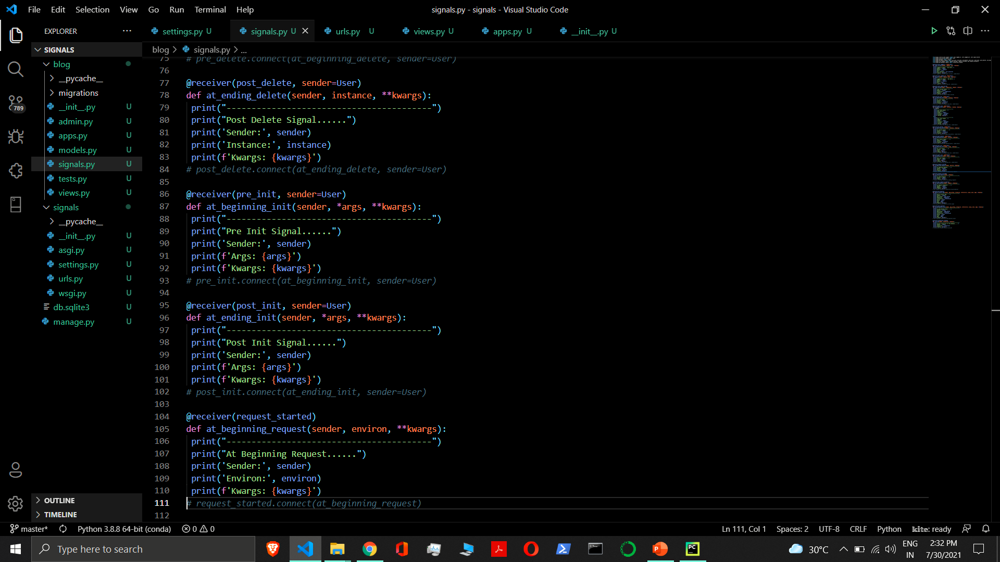 File Edit Selection View Go Run Terminal Help
signals.py - signals - Visual Studio Code
EXPLORER
settings.py U
signals.py U
urls.py U
views.py U
apps.py U
__init__.py U
SIGNALS
blog
__pycache__
migrations
__init__.py U
admin.py U
apps.py U
models.py U
signals.py U
tests.py U
views.py U
signals
__pycache__
__init__.py U
asgi.py U
settings.py U
urls.py U
wsgi.py U
db.sqlite3 U
manage.py U
789
OUTLINE
TIMELINE
blog > signals.py > ...
75 # pre_delete.connect(at_beginning_delete, sender=User)
76
77 @receiver(post_delete, sender=User)
78 def at_ending_delete(sender, instance, **kwargs):
79 print("-----------------------------------------")
80 print("Post Delete Signal......")
81 print('Sender:', sender)
82 print('Instance:', instance)
83 print(f'Kwargs: {kwargs}')
84 # post_delete.connect(at_ending_delete, sender=User)
85
86 @receiver(pre_init, sender=User)
87 def at_beginning_init(sender, *args, **kwargs):
88 print("-----------------------------------------")
89 print("Pre Init Signal......")
90 print('Sender:', sender)
91 print(f'Args: {args}')
92 print(f'Kwargs: {kwargs}')
93 # pre_init.connect(at_beginning_init, sender=User)
94
95 @receiver(post_init, sender=User)
96 def at_ending_init(sender, *args, **kwargs):
97 print("-----------------------------------------")
98 print("Post Init Signal......")
99 print('Sender:', sender)
100 print(f'Args: {args}')
101 print(f'Kwargs: {kwargs}')
102 # post_init.connect(at_ending_init, sender=User)
103
104 @receiver(request_started)
105 def at_beginning_request(sender, environ, **kwargs):
106 print("-----------------------------------------")
107 print("At Beginning Request......")
108 print('Sender:', sender)
109 print('Environ:', environ)
110 print(f'Kwargs: {kwargs}')
111 # request_started.connect(at_beginning_request)
112
master* Python 3.8.8 64-bit (conda) 0 0
Ln 111, Col 1 Spaces: 2 UTF-8 CRLF Python kite: ready
Type here to search
30°C
ENG
IN
2:32 PM
7/30/2021